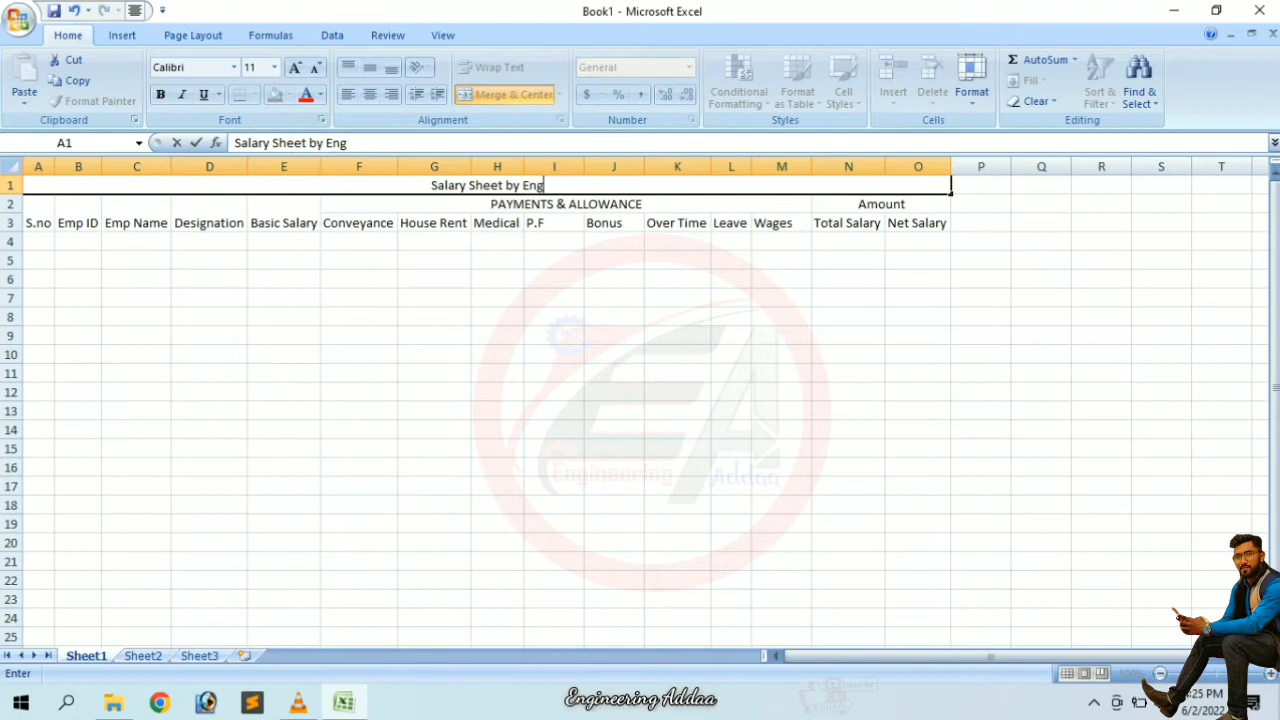 Book1 - Microsoft Excel
Home Insert Page Layout Formulas Data Review View
Paste
Cut
Copy
Format Painter
Clipboard
Calibri 11
B I U A
Font
Wrap Text
Merge & Center
Alignment
General
$ % ,
Number
Conditional Formatting
Format as Table
Cell Styles
Styles
Insert Delete Format
Cells
Σ AutoSum
Fill
Clear
Sort & Filter
Find & Select
Editing
A1 fx Salary Sheet by Eng
A B C D E F G H I J K L M N O P Q R S T
1 Salary Sheet by Eng
2 PAYMENTS & ALLOWANCE Amount
3 S.no Emp ID Emp Name Designation Basic Salary Conveyance House Rent Medical P.F Bonus Over Time Leave Wages Total Salary Net Salary
4
5
6
7
8
9
10
11
12
13
14
15
16
17
18
19
20
21
22
23
24
25
EA
Engineering Addaa
Sheet1 Sheet2 Sheet3
Enter
Engineering Addaa
:25 PM
6/2/2022